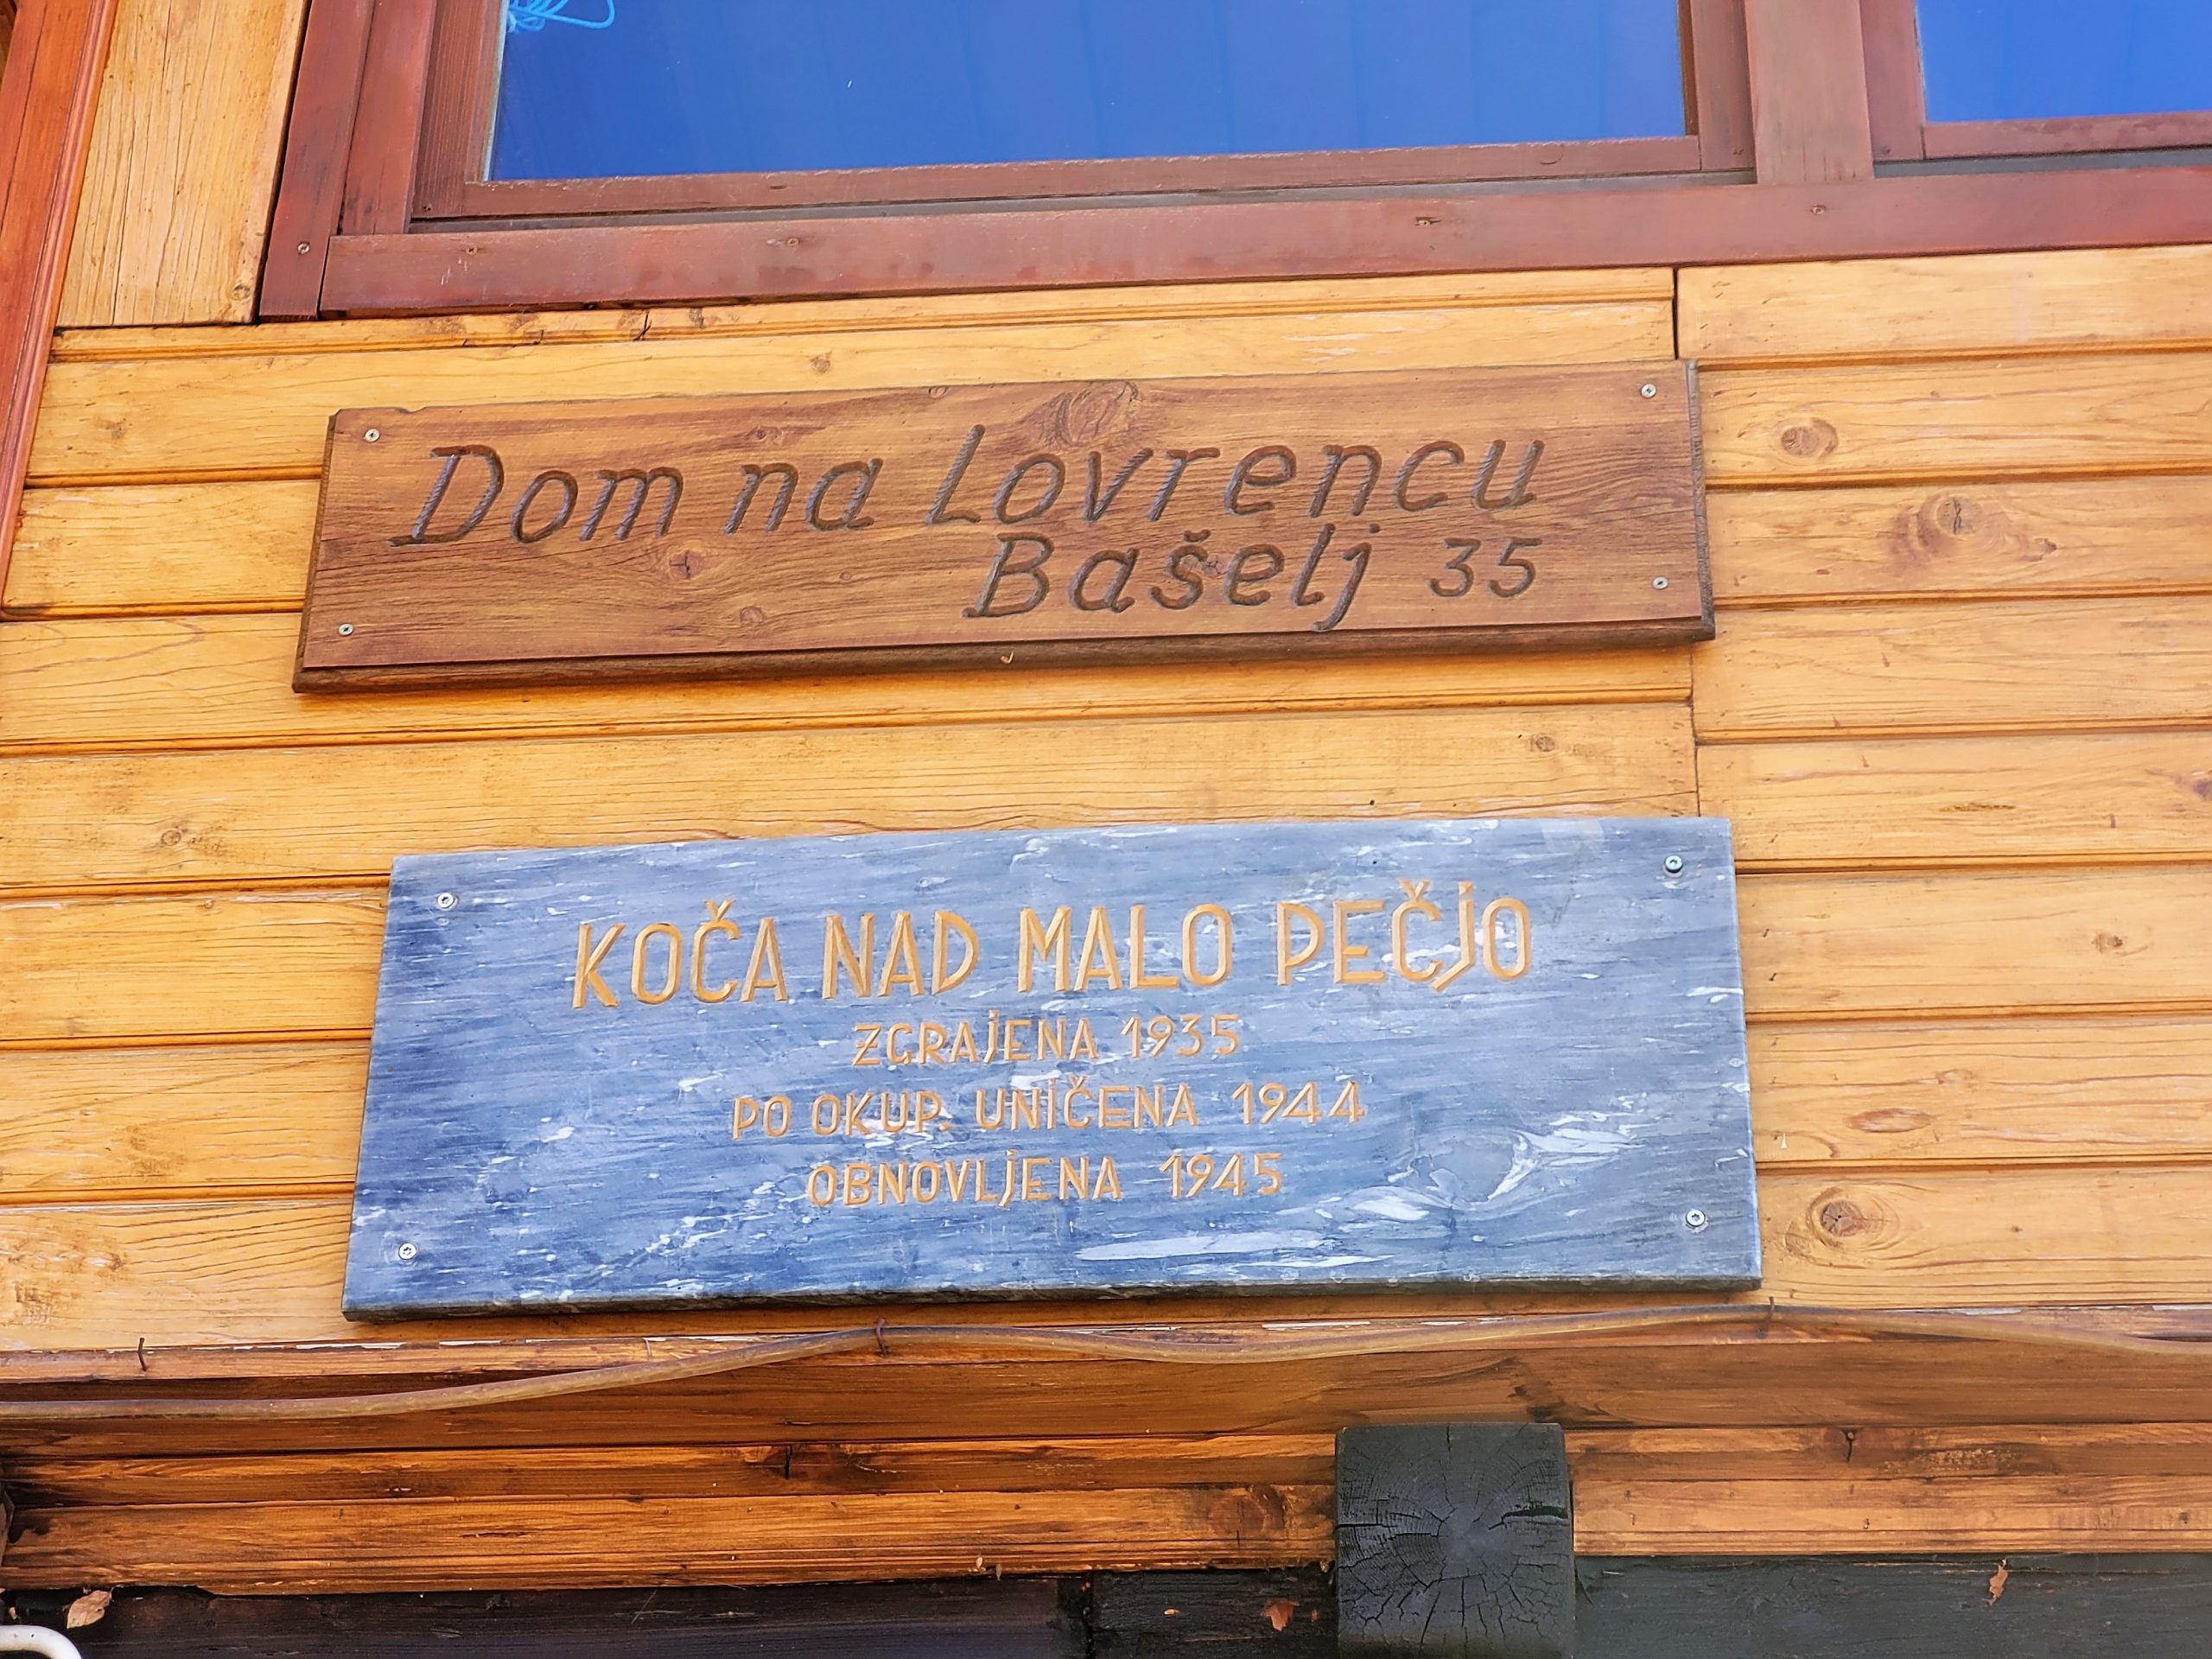 Dom na Lovrencu
Bašelj 35
KOČA NAD MALO PEČJO
ZGRAJENA 1935
PO OKUP. UNIČENA 1944
OBNOVLJENA 1945